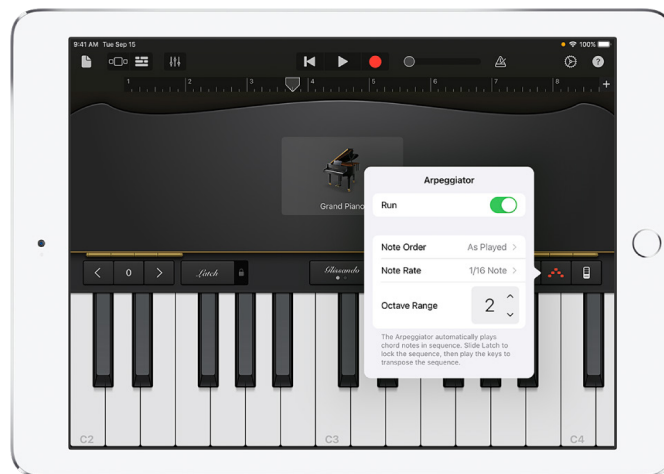 9:41 AM Tue Sep 15
100%
1 2 3 4 5 6 7 8
Grand Piano
Arpeggiator
Run
Note Order As Played
Note Rate 1/16 Note
Octave Range 2
The Arpeggiator automatically plays
chord notes in sequence. Slide Latch to
lock the sequence, then play the keys to
transpose the sequence.
0 Latch Glissando
C2 C3 C4